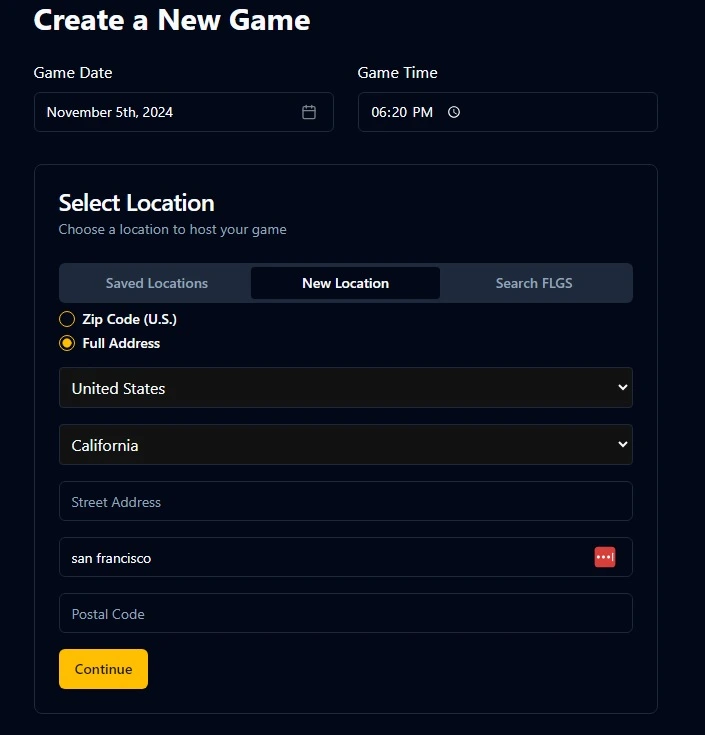 Create a New Game
Game Date
Game Time
November 5th, 2024
06:20 PM
Select Location
Choose a location to host your game
Saved Locations
New Location
Search FLGS
Zip Code (U.S.)
Full Address
United States
California
Street Address
san francisco
Postal Code
Continue